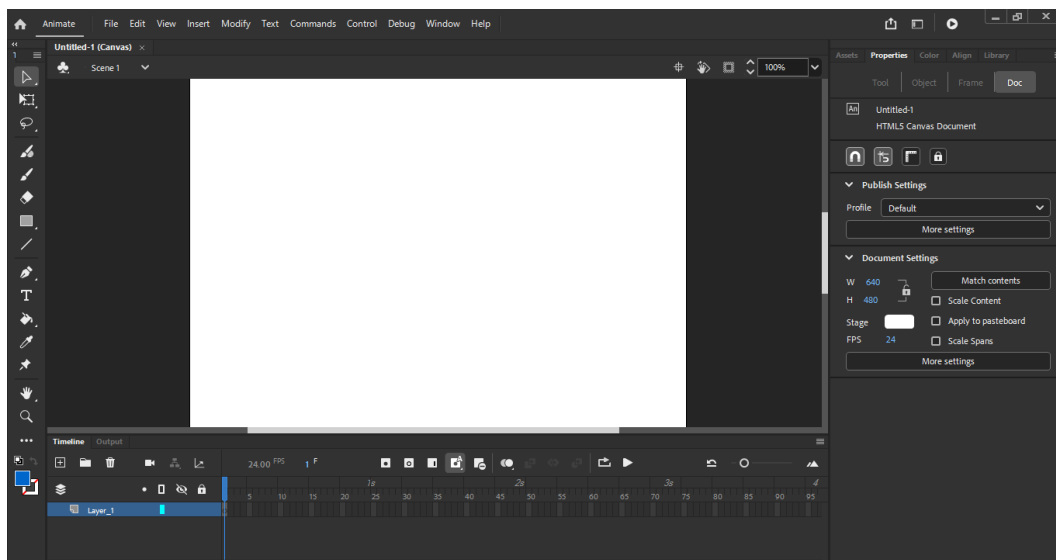 Animate File Edit View Insert Modify Text Commands Control Debug Window Help
Untitled-1 (Canvas) ×
1
Scene 1
100%
Assets Properties Color Align Library
Tool Object Frame Doc
An Untitled-1
HTML5 Canvas Document
Publish Settings
Profile Default
More settings
Document Settings
W 640 Match contents
H 480 Scale Content
Stage Apply to pasteboard
FPS 24 Scale Spans
More settings
T
Timeline Output
24.00 FPS 1 F
1s 2s 3s 4
5 10 15 20 25 30 35 40 45 50 55 60 65 70 75 80 85 90 95
Layer_1